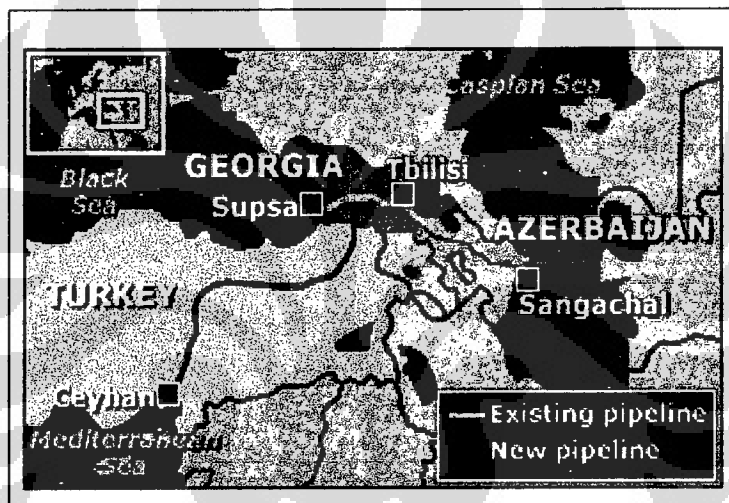 Caspian Sea
GEORGIA
Tbilisi
Black
Sea
Supsa
AZERBAIJAN
TURKEY
Sangachal
Ceyhan
Mediterranean
Sea
Existing pipeline
New pipeline